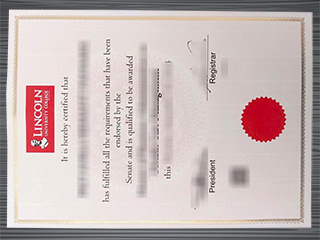 LINCOLN
UNIVERSITY COLLEGE
It is hereby certified that
has fulfilled all the requirements that have been
endorsed by the
Senate and is qualified to be awarded
this
President
Registrar